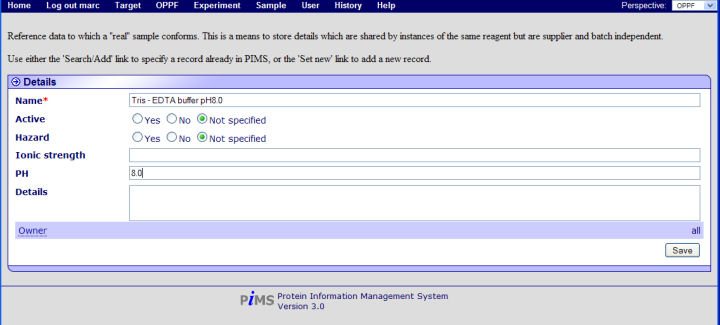 Home Log out marc Target OPPF Experiment Sample User History Help Perspective: OPPF
Reference data to which a "real" sample conforms. This is a means to store details which are shared by instances of the same reagent but are supplier and batch independent.
Use either the 'Search/Add' link to specify a record already in PIMS, or the 'Set new' link to add a new record.
Details
Name* Tris - EDTA buffer pH8.0
Active Yes No Not specified
Hazard Yes No Not specified
Ionic strength
PH 8.0
Details
Owner all
Save
PiMS Protein Information Management System
Version 3.0